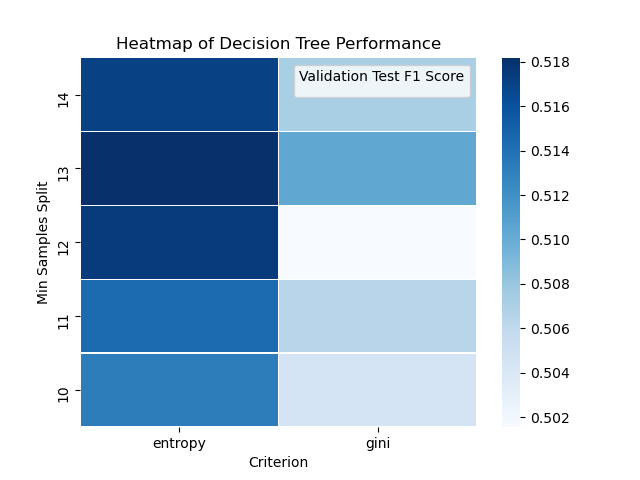 Heatmap of Decision Tree Performance
Validation Test F1 Score
Min Samples Split
14
13
12
11
10
entropy
gini
Criterion
0.518
0.516
0.514
0.512
0.510
0.508
0.506
0.504
0.502